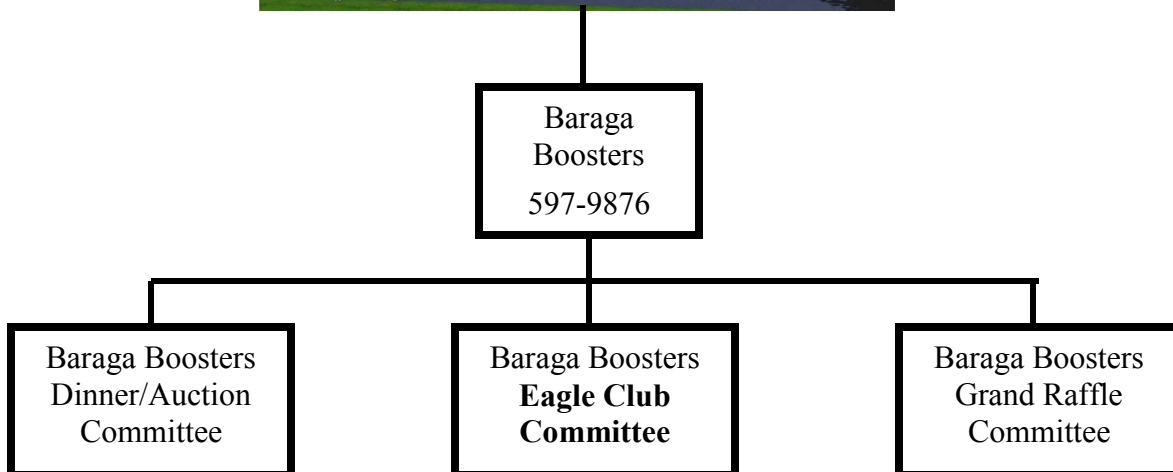 Baraga
Boosters
597-9876
Baraga Boosters
Dinner/Auction
Committee
Baraga Boosters
Eagle Club
Committee
Baraga Boosters
Grand Raffle
Committee